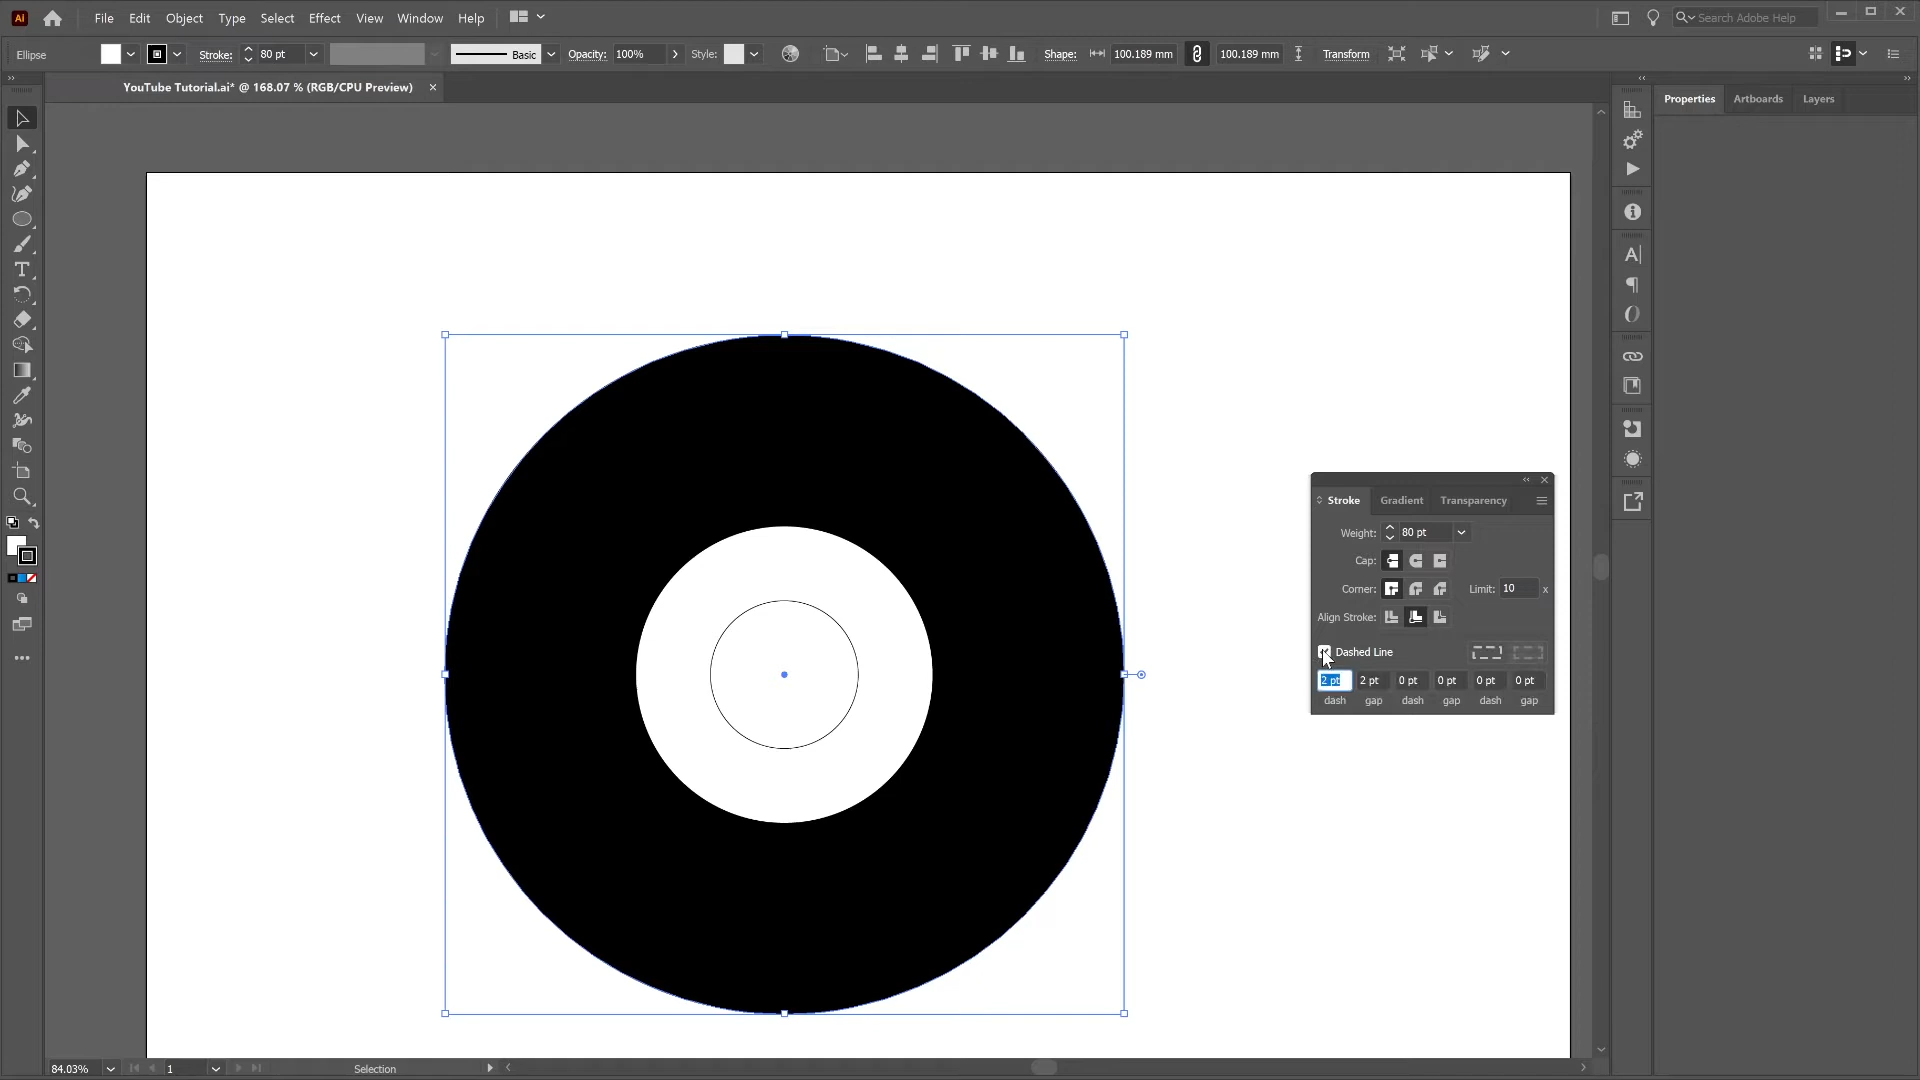 Ai File Edit Object Type Select Effect View Window Help Search Adobe Help
Ellipse Stroke: 80 pt Basic Opacity: 100% Style: Shape: 100.189 mm 100.189 mm Transform
YouTube Tutorial.ai* @ 168.07 % (RGB/CPU Preview)
Properties Artboards Layers
Stroke Gradient Transparency
Weight: 80 pt
Cap:
Corner: Limit: 10 x
Align Stroke:
Dashed Line
2 pt 2 pt 0 pt 0 pt 0 pt 0 pt
dash gap dash gap dash gap
84.03% 1 Selection